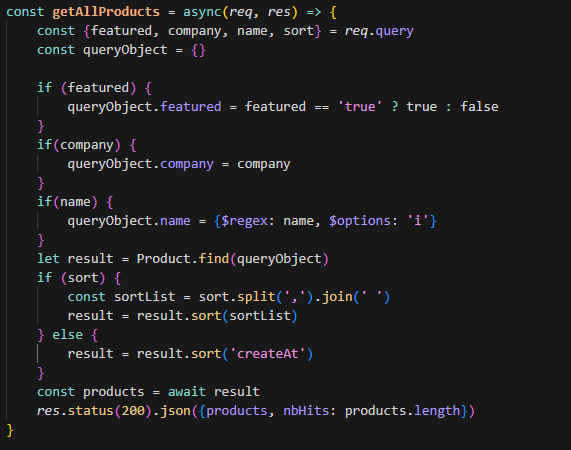 const getAllProducts = async(req, res) => {
    const {featured, company, name, sort} = req.query
    const queryObject = {}

    if (featured) {
        queryObject.featured = featured == 'true' ? true : false
    }
    if(company) {
        queryObject.company = company
    }
    if(name) {
        queryObject.name = {$regex: name, $options: 'i'}
    }
    let result = Product.find(queryObject)
    if (sort) {
        const sortList = sort.split(',').join(' ')
        result = result.sort(sortList)
    } else {
        result = result.sort('createAt')
    }
    const products = await result
    res.status(200).json({products, nbHits: products.length})
}